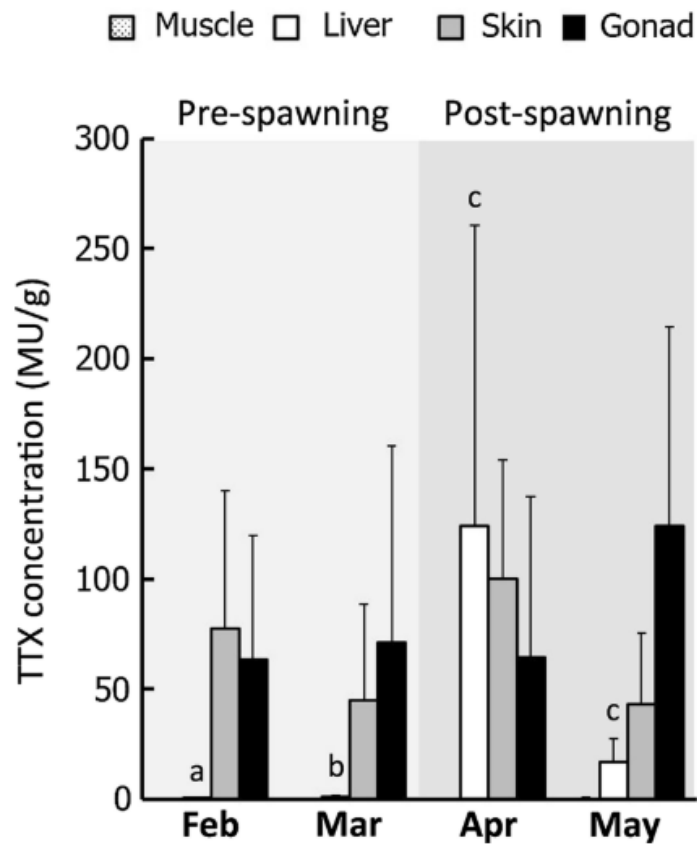 Muscle Liver Skin Gonad
Pre-spawning Post-spawning
TTX concentration (MU/g)
300
250
200
150
100
50
0
a
b
c
c
Feb Mar Apr May